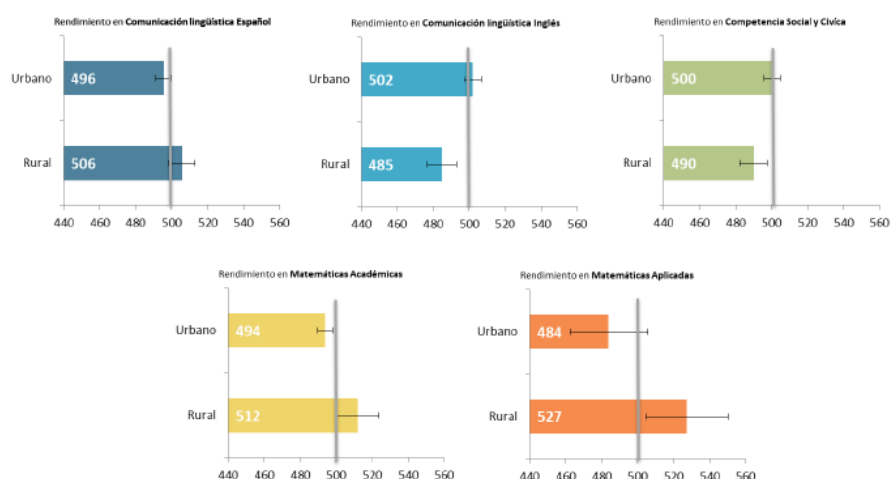 Rendimiento en Comunicación lingüística Español
Urbano
496
Rural
506
440 460 480 500 520 540 560
Rendimiento en Comunicación lingüística Inglés
Urbano
502
Rural
485
440 460 480 500 520 540 560
Rendimiento en Competencia Social y Civíca
Urbano
500
Rural
490
440 460 480 500 520 540 560
Rendimiento en Matemáticas Académicas
Urbano
494
Rural
512
440 460 480 500 520 540 560
Rendimiento en Matemáticas Aplicadas
Urbano
484
Rural
527
440 460 480 500 520 540 560